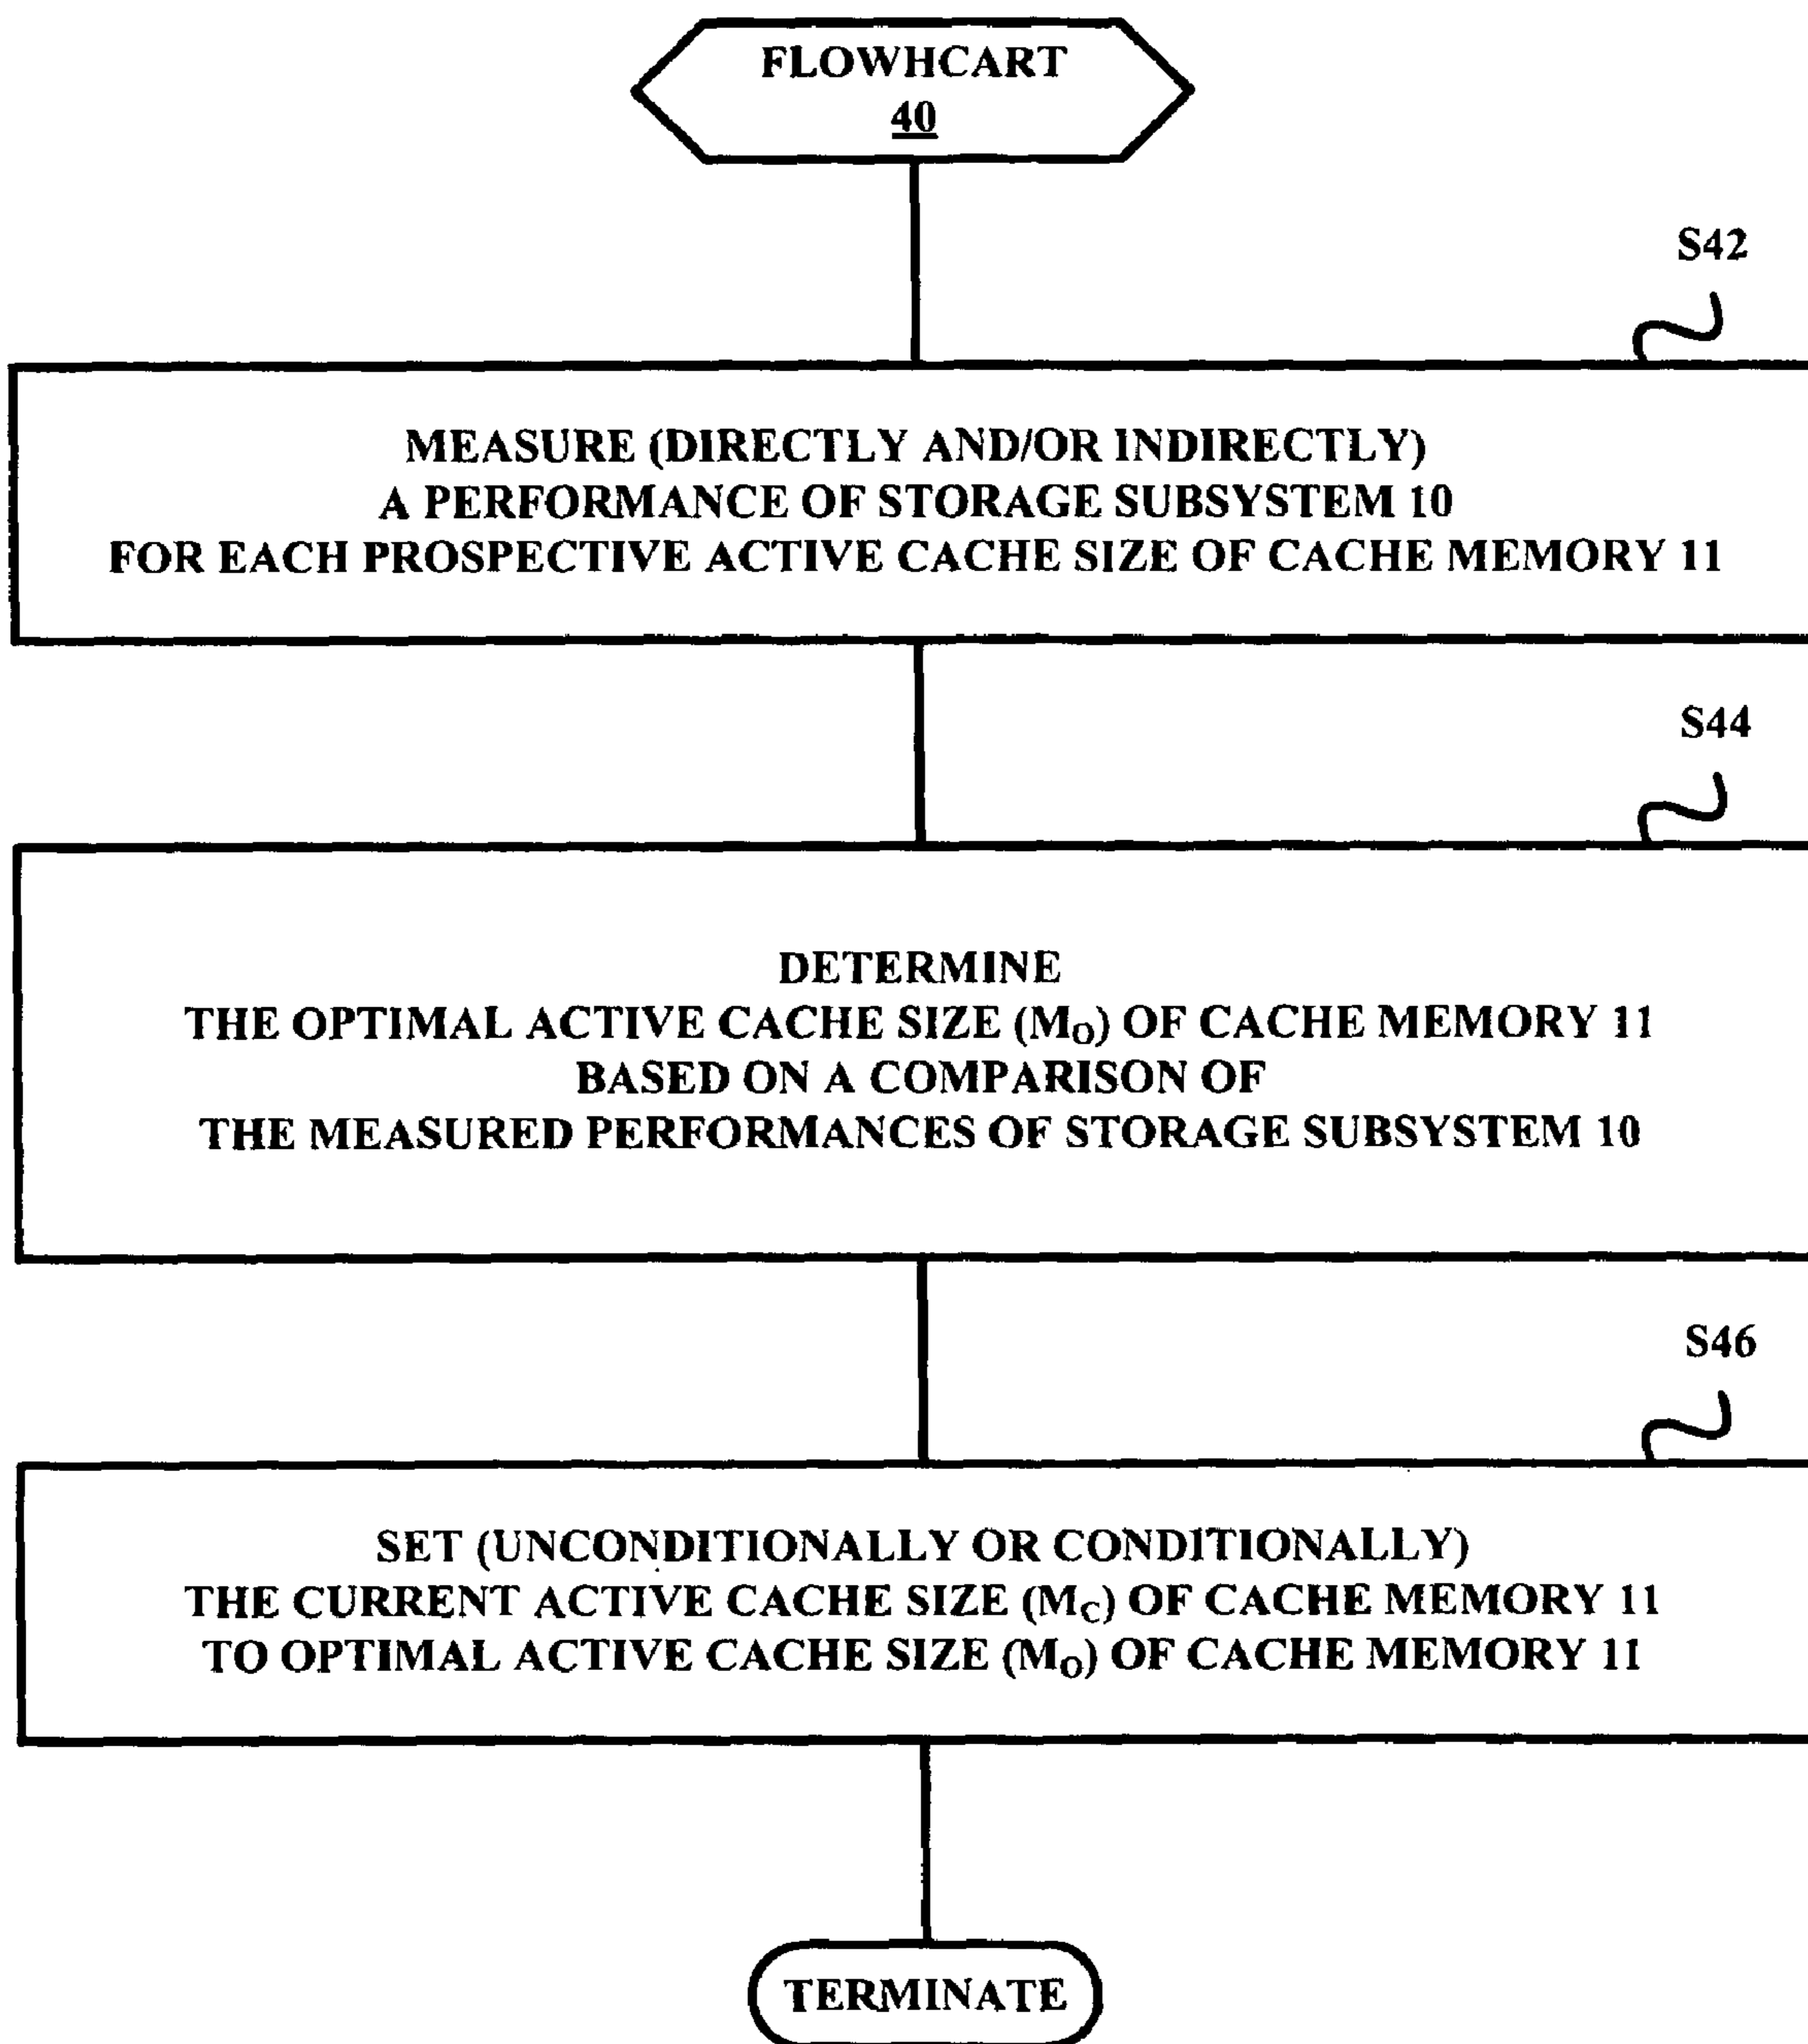 FLOWHCART
40
S42
MEASURE (DIRECTLY AND/OR INDIRECTLY)
A PERFORMANCE OF STORAGE SUBSYSTEM 10
FOR EACH PROSPECTIVE ACTIVE CACHE SIZE OF CACHE MEMORY 11
S44
DETERMINE
THE OPTIMAL ACTIVE CACHE SIZE (MO) OF CACHE MEMORY 11
BASED ON A COMPARISON OF
THE MEASURED PERFORMANCES OF STORAGE SUBSYSTEM 10
S46
SET (UNCONDITIONALLY OR CONDITIONALLY)
THE CURRENT ACTIVE CACHE SIZE (MC) OF CACHE MEMORY 11
TO OPTIMAL ACTIVE CACHE SIZE (MO) OF CACHE MEMORY 11
TERMINATE